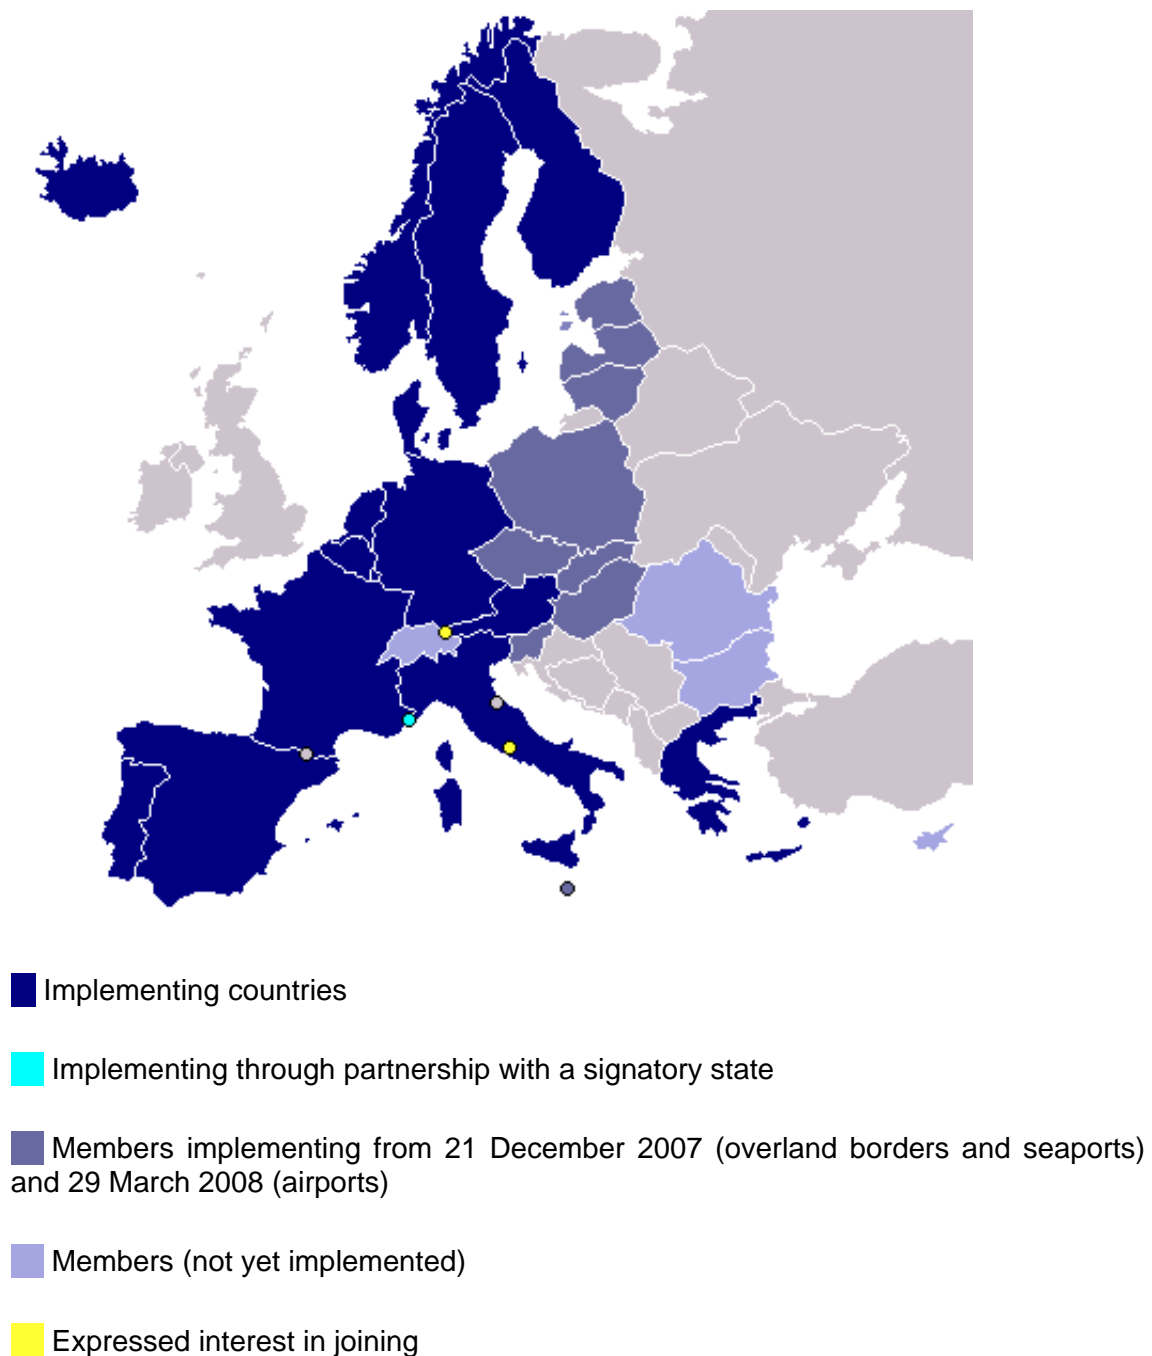 Implementing countries
Implementing through partnership with a signatory state
Members implementing from 21 December 2007 (overland borders and seaports)
and 29 March 2008 (airports)
Members (not yet implemented)
Expressed interest in joining